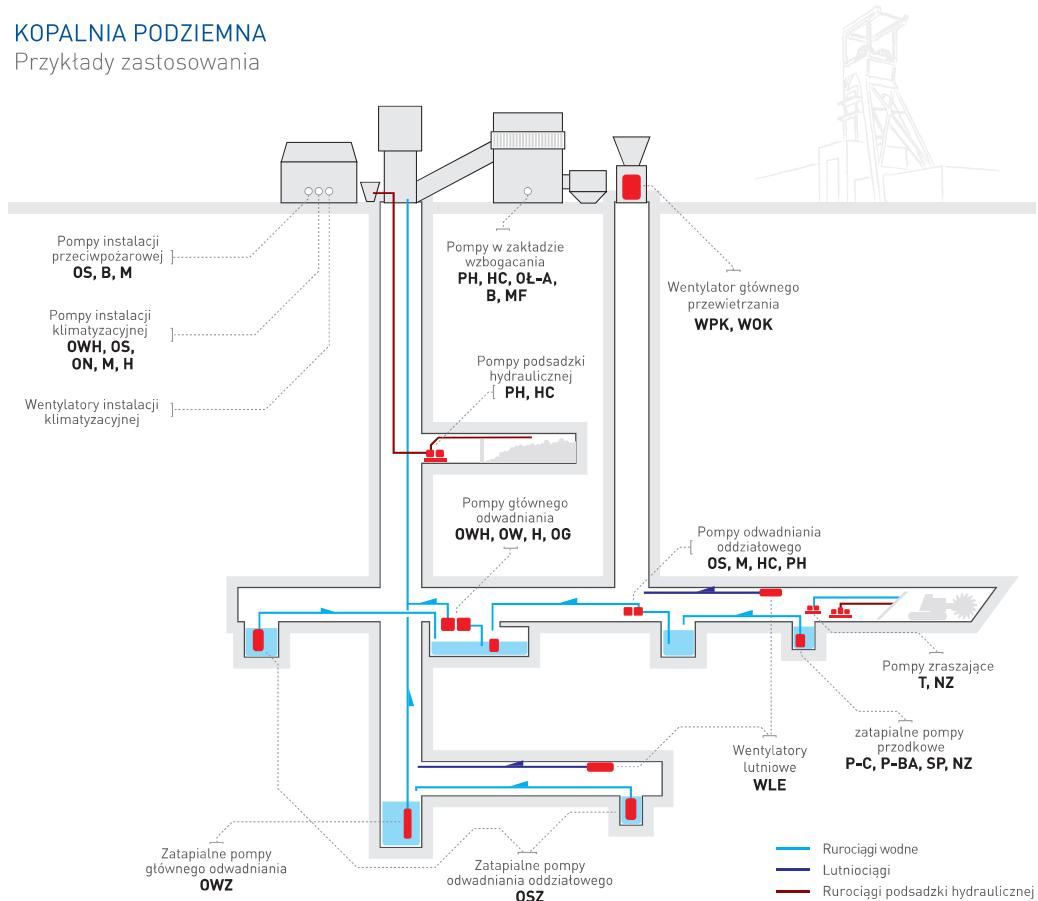 KOPALNIA PODZIEMNA
Przykłady zastosowania
Pompy instalacji
przeciwpożarowej
OS, B, M
Pompy instalacji
klimatyzacyjnej
OWH, OS,
ON, M, H
Wentylatory instalacji
klimatyzacyjnej
Pompy w zakładzie
wzbogacania
PH, HC, OŁ-A,
B, MF
Wentylator głównego
przewietrzania
WPK, WOK
Pompy podsadzki
hydraulicznej
PH, HC
Pompy głównego
odwadniania
OWH, OW, H, OG
Pompy odwadniania
oddziałowego
OS, M, HC, PH
Pompy zraszające
T, NZ
zatapialne pompy
przodkowe
P-C, P-BA, SP, NZ
Wentylatory
lutniowe
WLE
Zatapialne pompy
głównego odwadniania
OWZ
Zatapialne pompy
odwadniania oddziałowego
OSZ
Rurociągi wodne
Lutniociągi
Rurociągi podsadzki hydraulicznej